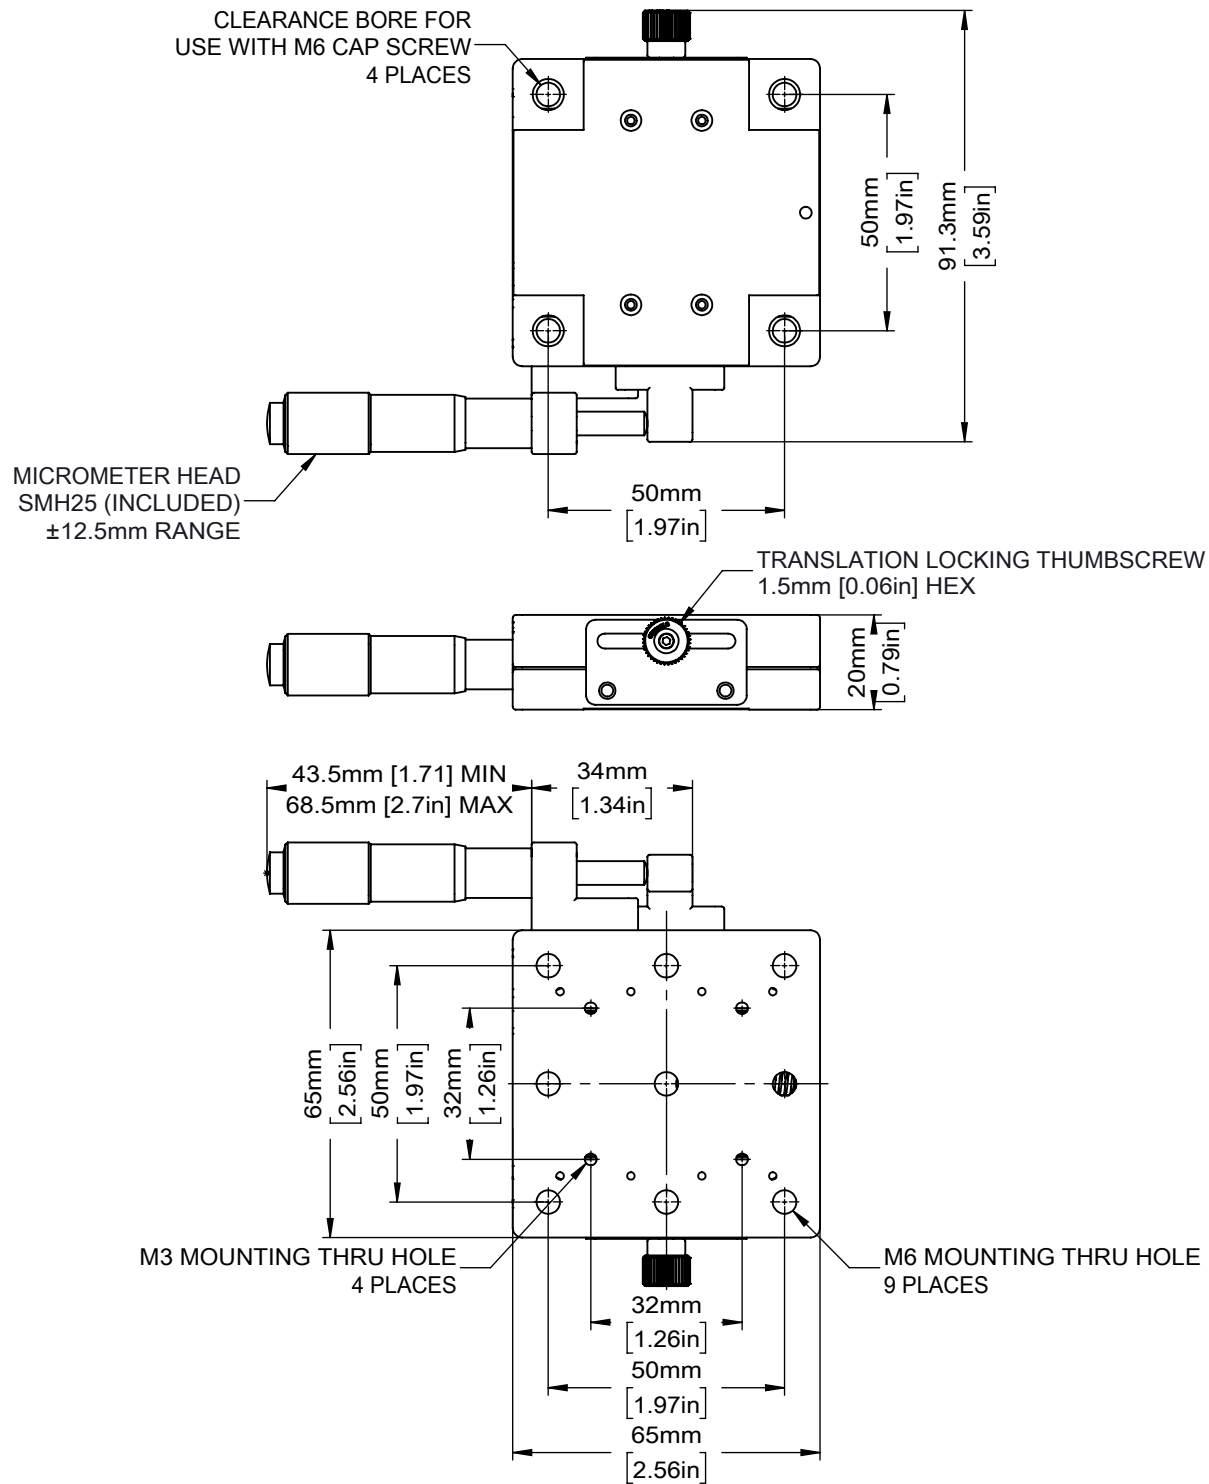 CLEARANCE BORE FOR
USE WITH M6 CAP SCREW
4 PLACES
50mm
[1.97in]
91.3mm
[3.59in]
MICROMETER HEAD
SMH25 (INCLUDED)
±12.5mm RANGE
50mm
[1.97in]
TRANSLATION LOCKING THUMBSCREW
1.5mm [0.06in] HEX
20mm
[0.79in]
43.5mm [1.71] MIN
68.5mm [2.7in] MAX
34mm
[1.34in]
65mm
[2.56in]
50mm
[1.97in]
32mm
[1.26in]
M3 MOUNTING THRU HOLE
4 PLACES
M6 MOUNTING THRU HOLE
9 PLACES
32mm
[1.26in]
50mm
[1.97in]
65mm
[2.56in]